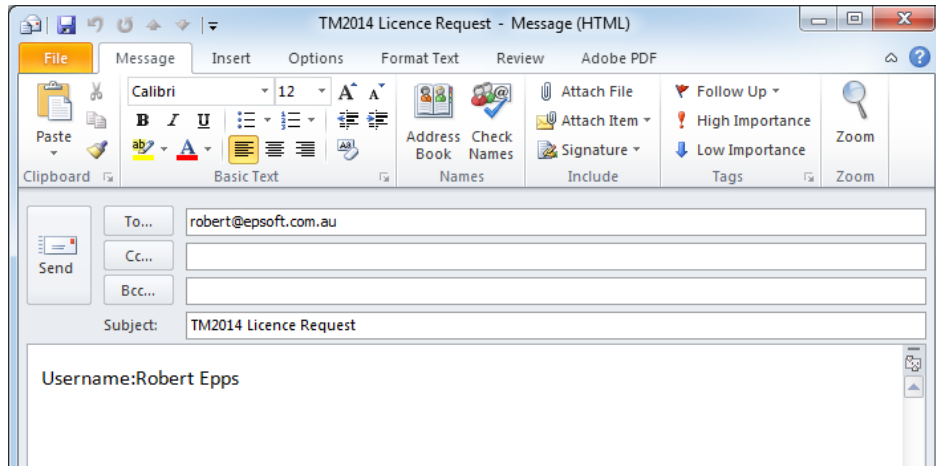 TM2014 Licence Request - Message (HTML)
File Message Insert Options Format Text Review Adobe PDF
Calibri 12 A A Attach File Follow Up
B I U Attach Item High Importance
Paste ab A Aa Address Book Check Names Signature Low Importance Zoom
Clipboard Basic Text Names Include Tags Zoom
To... robert@epsoft.com.au
Send Cc...
Bcc...
Subject: TM2014 Licence Request
Username:Robert Epps